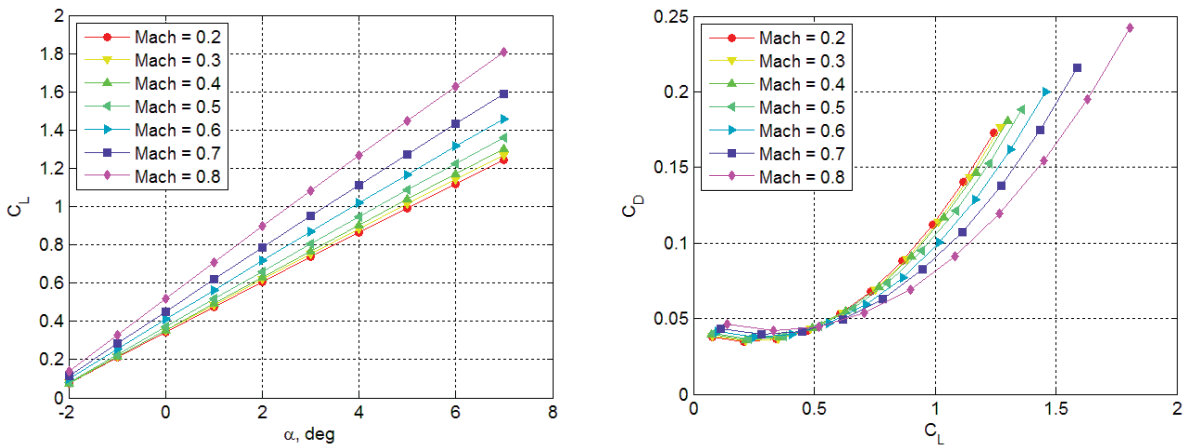 2
1.8
1.6
1.4
1.2
1
0.8
0.6
0.4
0.2
0
C_L
-2
0
2
4
6
8
α, deg
Mach = 0.2
Mach = 0.3
Mach = 0.4
Mach = 0.5
Mach = 0.6
Mach = 0.7
Mach = 0.8
0.25
0.2
0.15
0.1
0.05
0
C_D
0
0.5
1
1.5
2
C_L
Mach = 0.2
Mach = 0.3
Mach = 0.4
Mach = 0.5
Mach = 0.6
Mach = 0.7
Mach = 0.8